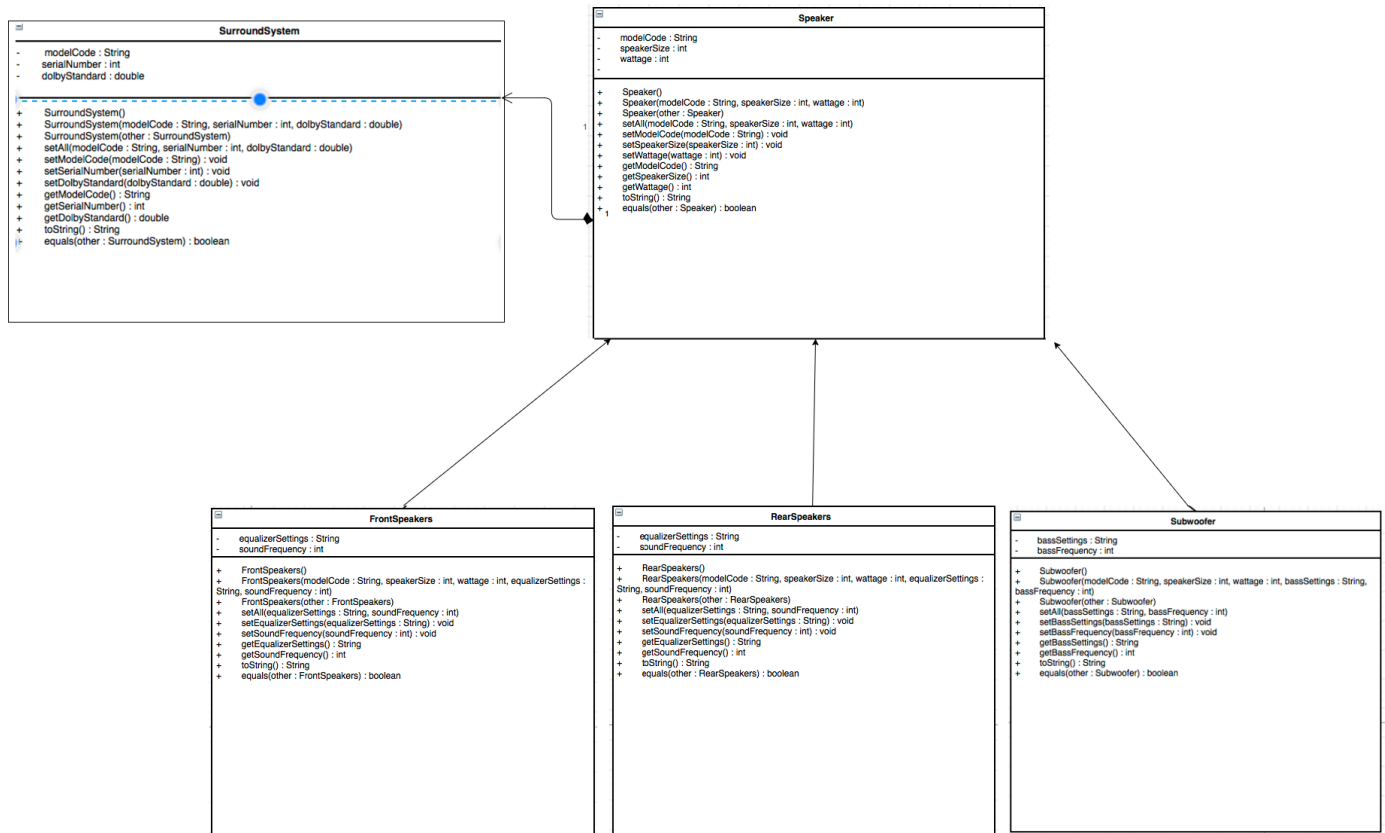 SurroundSystem
- modelCode : String
- serialNumber : int
- dolbyStandard : double
+ SurroundSystem()
+ SurroundSystem(modelCode : String, serialNumber : int, dolbyStandard : double)
+ SurroundSystem(other : SurroundSystem)
+ setAll(modelCode : String, serialNumber : int, dolbyStandard : double)
+ setModelCode(modelCode : String) : void
+ setSerialNumber(serialNumber : int) : void
+ setDolbyStandard(dolbyStandard : double) : void
+ getModelCode() : String
+ getSerialNumber() : int
+ getDolbyStandard() : double
+ toString() : String
+ equals(other : SurroundSystem) : boolean
1
1
Speaker
- modelCode : String
- speakerSize : int
- wattage : int
-
+ Speaker()
+ Speaker(modelCode : String, speakerSize : int, wattage : int)
+ Speaker(other : Speaker)
+ setAll(modelCode : String, speakerSize : int, wattage : int)
+ setModelCode(modelCode : String) : void
+ setSpeakerSize(speakerSize : int) : void
+ setWattage(wattage : int) : void
+ getModelCode() : String
+ getSpeakerSize() : int
+ getWattage() : int
+ toString() : String
+ equals(other : Speaker) : boolean
FrontSpeakers
- equalizerSettings : String
- soundFrequency : int
+ FrontSpeakers()
+ FrontSpeakers(modelCode : String, speakerSize : int, wattage : int, equalizerSettings :
String, soundFrequency : int)
+ FrontSpeakers(other : FrontSpeakers)
+ setAll(equalizerSettings : String, soundFrequency : int)
+ setEqualizerSettings(equalizerSettings : String) : void
+ setSoundFrequency(soundFrequency : int) : void
+ getEqualizerSettings() : String
+ getSoundFrequency() : int
+ toString() : String
+ equals(other : FrontSpeakers) : boolean
RearSpeakers
- equalizerSettings : String
- soundFrequency : int
+ RearSpeakers()
+ RearSpeakers(modelCode : String, speakerSize : int, wattage : int, equalizerSettings :
String, soundFrequency : int)
+ RearSpeakers(other : RearSpeakers)
+ setAll(equalizerSettings : String, soundFrequency : int)
+ setEqualizerSettings(equalizerSettings : String) : void
+ setSoundFrequency(soundFrequency : int) : void
+ getEqualizerSettings() : String
+ getSoundFrequency() : int
+ toString() : String
+ equals(other : RearSpeakers) : boolean
Subwoofer
- bassSettings : String
- bassFrequency : int
+ Subwoofer()
+ Subwoofer(modelCode : String, speakerSize : int, wattage : int, bassSettings : String,
bassFrequency : int)
+ Subwoofer(other : Subwoofer)
+ setAll(bassSettings : String, bassFrequency : int)
+ setBassSettings(bassSettings : String) : void
+ setBassFrequency(bassFrequency : int) : void
+ getBassSettings() : String
+ getBassFrequency() : int
+ toString() : String
+ equals(other : Subwoofer) : boolean